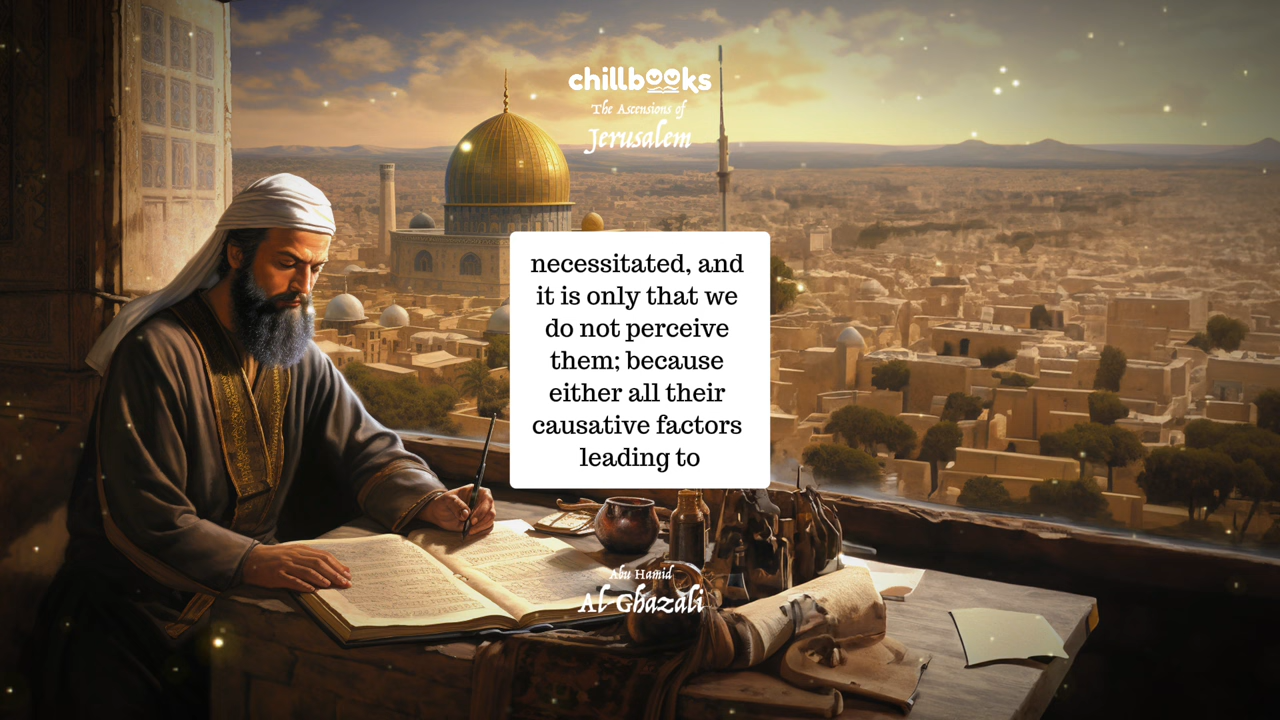 chillbooks
The Ascensions of
Jerusalem
necessitated, and
it is only that we
do not perceive
them; because
either all their
causative factors
leading to
Abu Hamid
Al-Ghazali